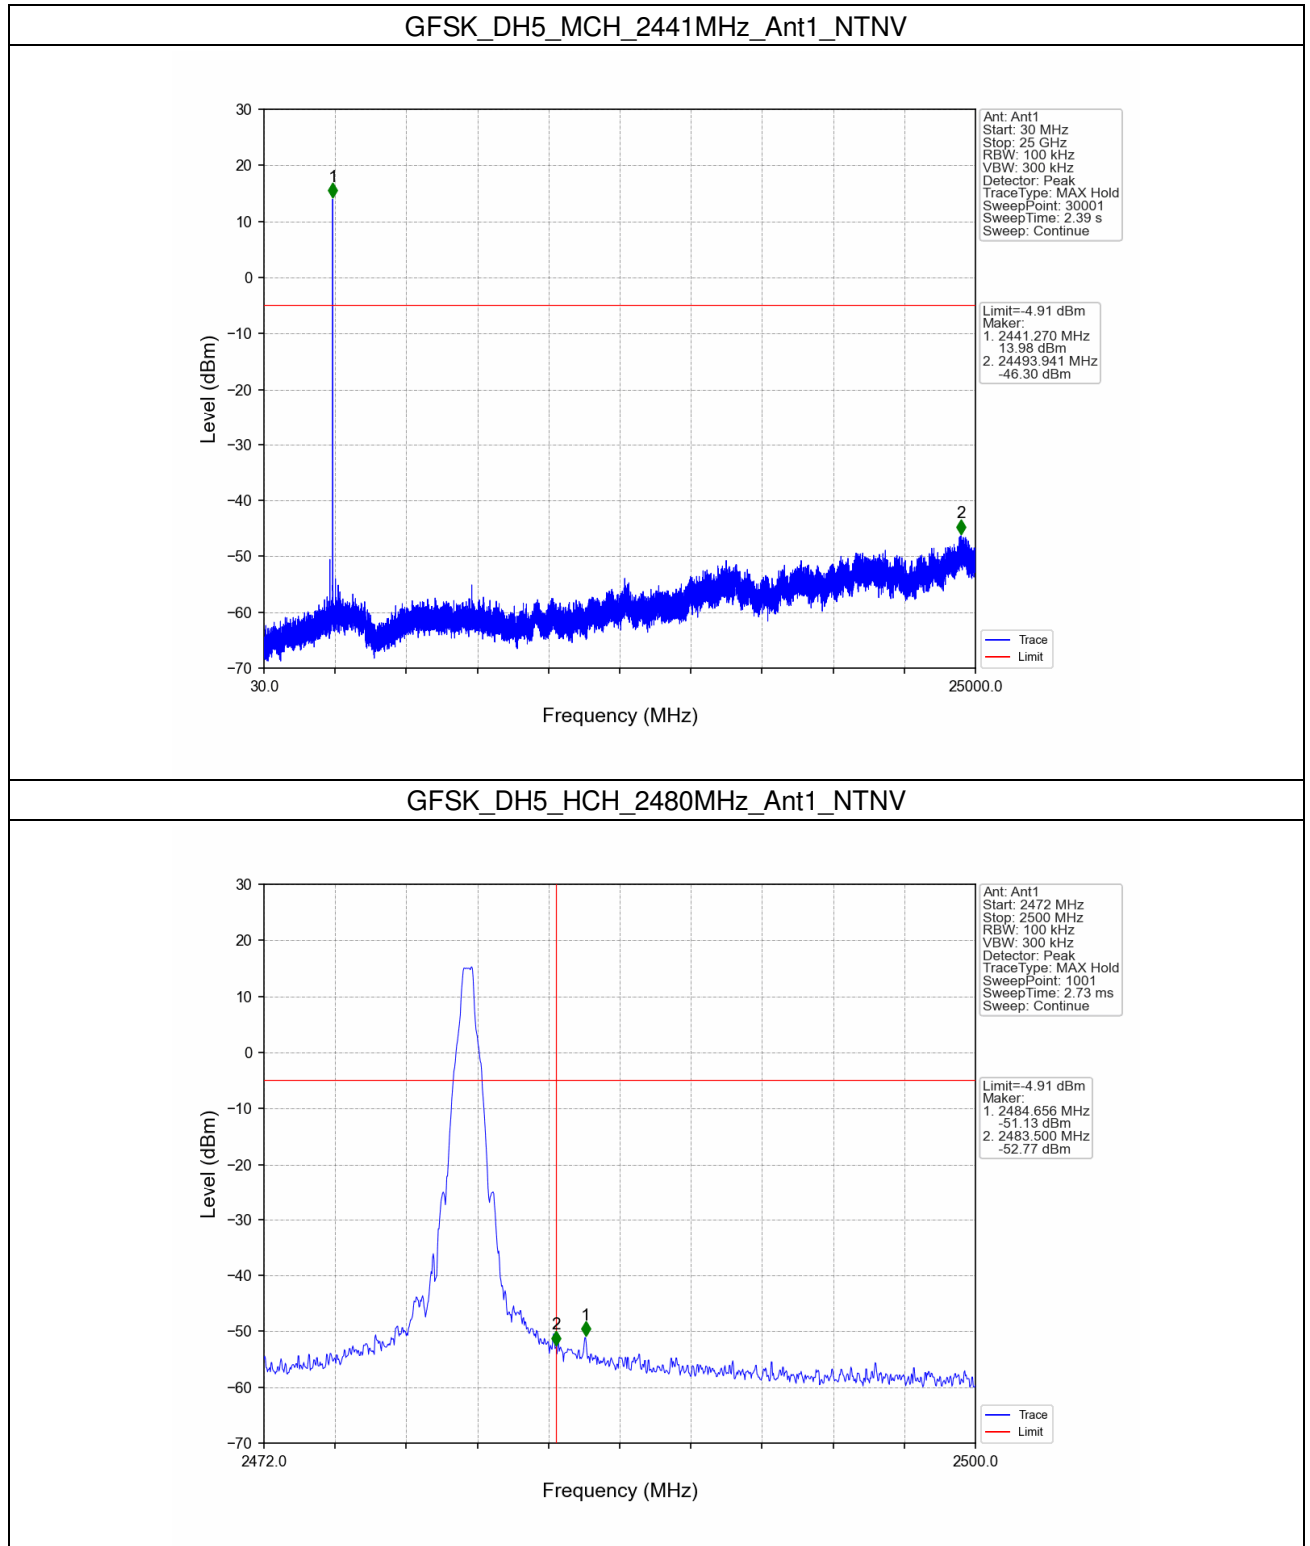 GFSK_DH5_MCH_2441MHz_Ant1_NTNV
30
20
10
0
−10
−20
−30
−40
−50
−60
−70
Level (dBm)
1
2
30.0
25000.0
Frequency (MHz)
Ant: Ant1
Start: 30 MHz
Stop: 25 GHz
RBW: 100 kHz
VBW: 300 kHz
Detector: Peak
TraceType: MAX Hold
SweepPoint: 30001
SweepTime: 2.39 s
Sweep: Continue
Limit=-4.91 dBm
Maker:
1. 2441.270 MHz
13.98 dBm
2. 24493.941 MHz
-46.30 dBm
Trace
Limit
GFSK_DH5_HCH_2480MHz_Ant1_NTNV
30
20
10
0
−10
−20
−30
−40
−50
−60
−70
Level (dBm)
2
1
2472.0
2500.0
Frequency (MHz)
Ant: Ant1
Start: 2472 MHz
Stop: 2500 MHz
RBW: 100 kHz
VBW: 300 kHz
Detector: Peak
TraceType: MAX Hold
SweepPoint: 1001
SweepTime: 2.73 ms
Sweep: Continue
Limit=-4.91 dBm
Maker:
1. 2484.656 MHz
-51.13 dBm
2. 2483.500 MHz
-52.77 dBm
Trace
Limit